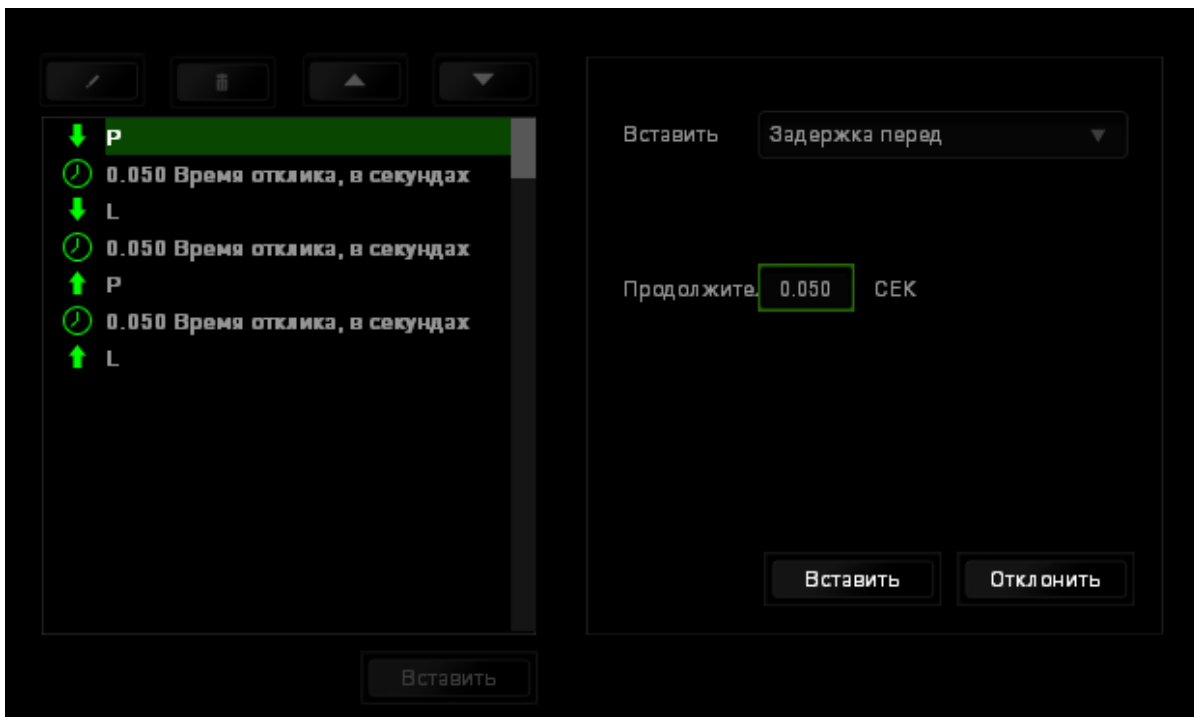 P
0.050 Время отклика, в секундах
L
0.050 Время отклика, в секундах
P
0.050 Время отклика, в секундах
L
Вставить
Вставить Задержка перед
Продолжите. 0.050 СЕК
Вставить Отклонить